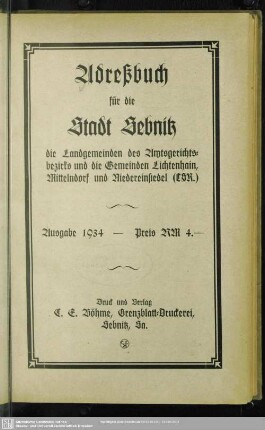 Adreßbuch
für die
Stadt Sebnitz
die Landgemeinden des Amtsgerichts-
bezirks und die Gemeinden Lichtenhain,
Mittelndorf und Niedereinsiedel (CSR.)
Ausgabe 1934 — Preis RM 4.—
Druck und Verlag
C. E. Böhme, Grenzblatt-Druckerei,
Sebnitz, Sa.